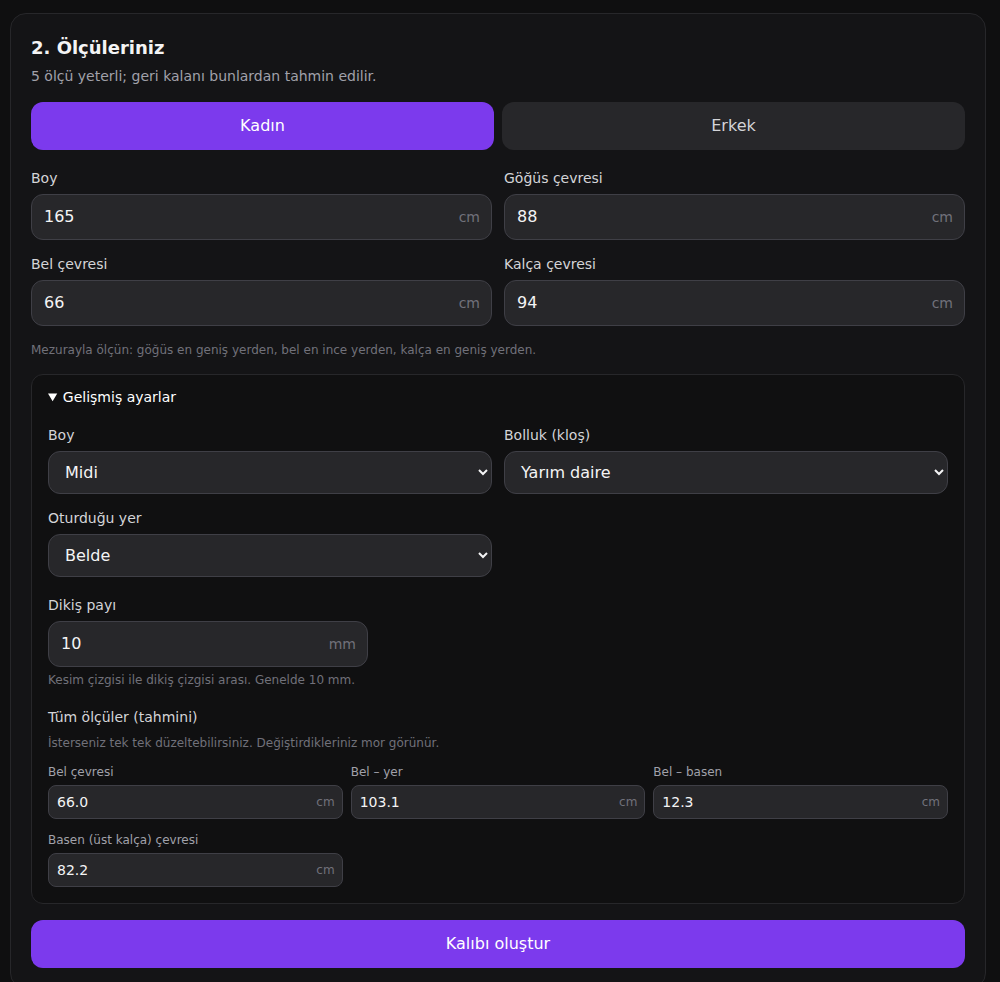 2. Ölçüleriniz
5 ölçü yeterli; geri kalanı bunlardan tahmin edilir.
Kadın
Erkek
Boy
Göğüs çevresi
165 cm
88 cm
Bel çevresi
Kalça çevresi
66 cm
94 cm
Mezurayla ölçün: göğüs en geniş yerden, bel en ince yerden, kalça en geniş yerden.
Gelişmiş ayarlar
Boy
Bolluk (kloş)
Midi
Yarım daire
Oturduğu yer
Belde
Dikiş payı
10 mm
Kesim çizgisi ile dikiş çizgisi arası. Genelde 10 mm.
Tüm ölçüler (tahmini)
İsterseniz tek tek düzeltebilirsiniz. Değiştirdikleriniz mor görünür.
Bel çevresi
Bel – yer
Bel – basen
66.0 cm
103.1 cm
12.3 cm
Basen (üst kalça) çevresi
82.2 cm
Kalıbı oluştur